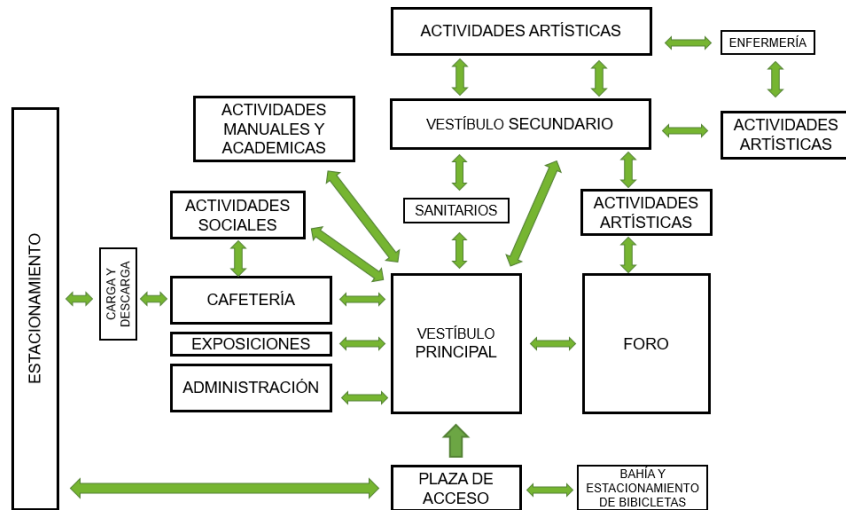 ACTIVIDADES ARTÍSTICAS
ENFERMERÍA
ACTIVIDADES
MANUALES Y
ACADEMICAS
VESTÍBULO SECUNDARIO
ACTIVIDADES
ARTÍSTICAS
ACTIVIDADES
SOCIALES
SANITARIOS
ACTIVIDADES
ARTÍSTICAS
ESTACIONAMIENTO
CARGA Y
DESCARGA
CAFETERÍA
EXPOSICIONES
ADMINISTRACIÓN
VESTÍBULO
PRINCIPAL
FORO
PLAZA DE
ACCESO
BAHÍA Y
ESTACIONAMIENTO
DE BIBICLETAS